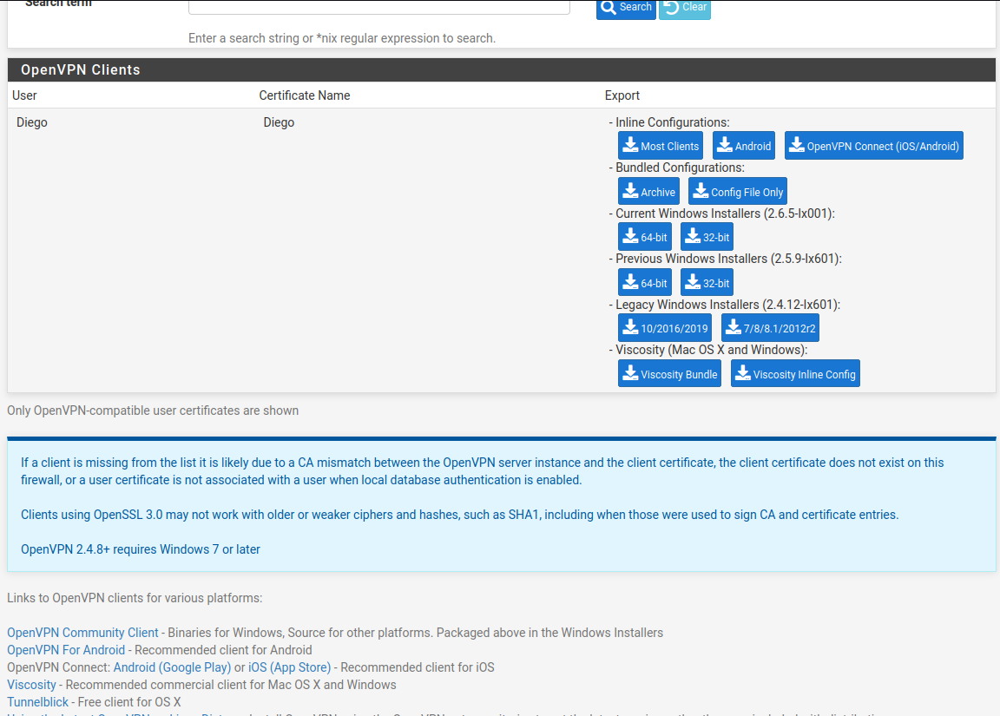 Search term
Search
Clear
Enter a search string or *nix regular expression to search.
OpenVPN Clients
User Certificate Name Export
Diego Diego - Inline Configurations:
Most Clients Android OpenVPN Connect (iOS/Android)
- Bundled Configurations:
Archive Config File Only
- Current Windows Installers (2.6.5-Ix001):
64-bit 32-bit
- Previous Windows Installers (2.5.9-Ix601):
64-bit 32-bit
- Legacy Windows Installers (2.4.12-Ix601):
10/2016/2019 7/8/8.1/2012r2
- Viscosity (Mac OS X and Windows):
Viscosity Bundle Viscosity Inline Config
Only OpenVPN-compatible user certificates are shown
If a client is missing from the list it is likely due to a CA mismatch between the OpenVPN server instance and the client certificate, the client certificate does not exist on this
firewall, or a user certificate is not associated with a user when local database authentication is enabled.
Clients using OpenSSL 3.0 may not work with older or weaker ciphers and hashes, such as SHA1, including when those were used to sign CA and certificate entries.
OpenVPN 2.4.8+ requires Windows 7 or later
Links to OpenVPN clients for various platforms:
OpenVPN Community Client - Binaries for Windows, Source for other platforms. Packaged above in the Windows Installers
OpenVPN For Android - Recommended client for Android
OpenVPN Connect: Android (Google Play) or iOS (App Store) - Recommended client for iOS
Viscosity - Recommended commercial client for Mac OS X and Windows
Tunnelblick - Free client for OS X